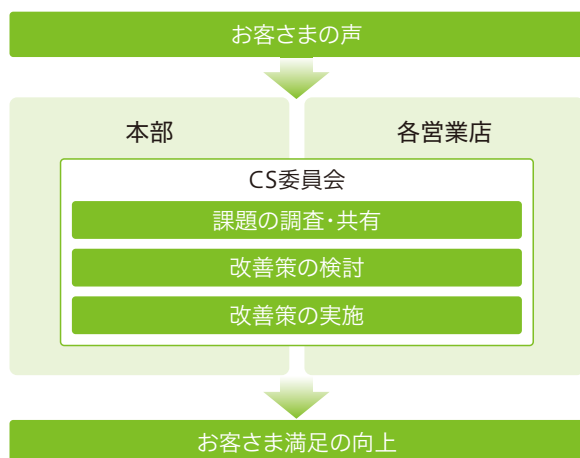 お客さまの声
本部
各営業店
CS委員会
課題の調査・共有
改善策の検討
改善策の実施
お客さま満足の向上